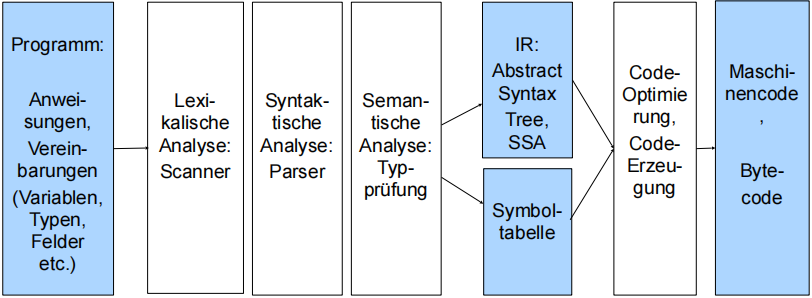 Programm:
Anwei-
sungen,
Verein-
barungen
(Variablen,
Typen,
Felder
etc.)
Lexi-
kalische
Analyse:
Scanner
Syntak-
tische
Analyse:
Parser
Seman-
tische
Analyse:
Typ-
prüfung
IR:
Abstract
Syntax
Tree,
SSA
Symbol-
tabelle
Code-
Optimie
rung,
Code-
Erzeu-
gung
Maschi-
nencode
,
Byte-
code